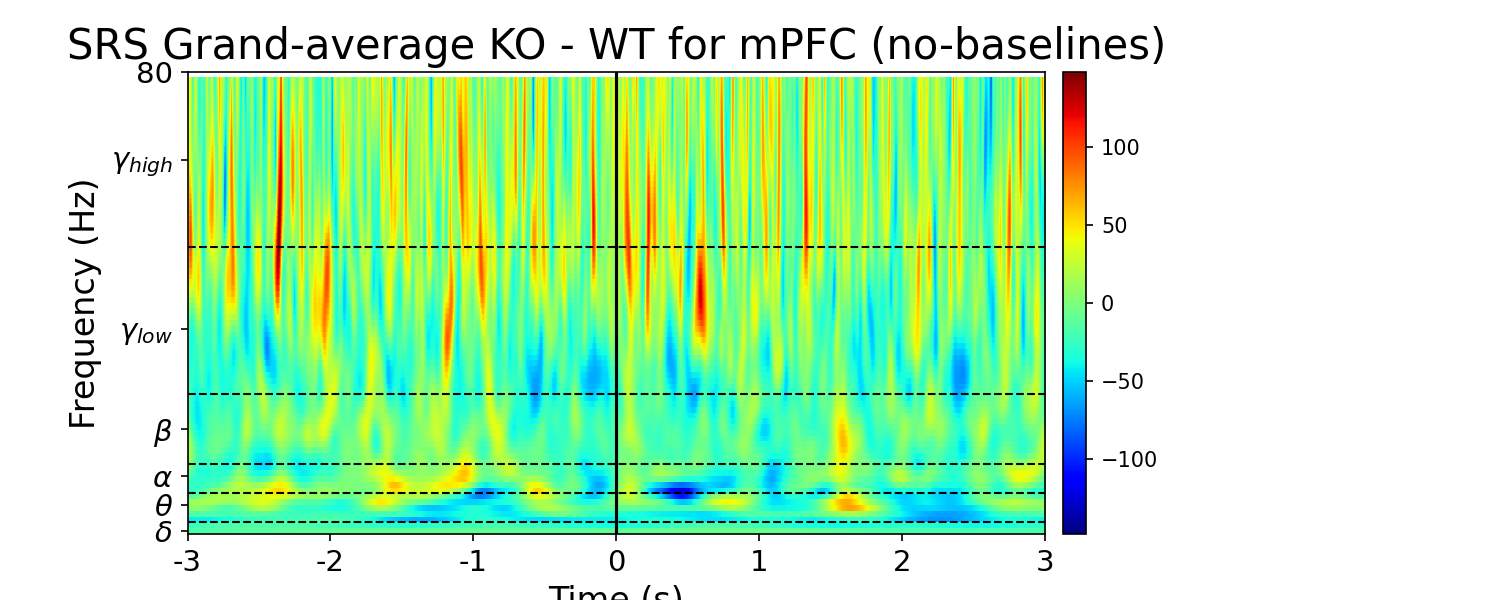 SRS Grand-average KO - WT for mPFC (no-baselines)
80
γhigh
γlow
β
α
θ
δ
Frequency (Hz)
-3 -2 -1 0 1 2 3
Time (s)
100
50
0
−50
−100